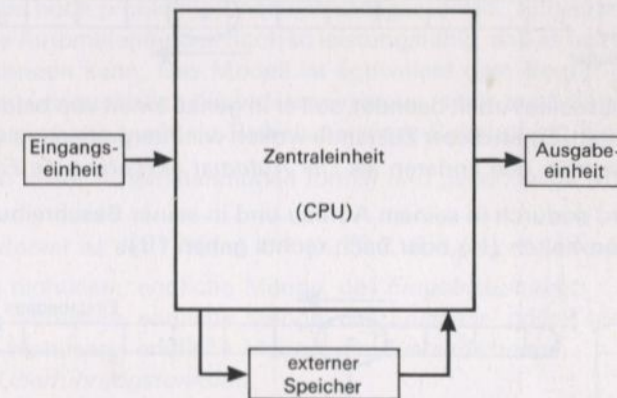 Eingangs-
einheit
Zentraleinheit
(CPU)
Ausgabe-
einheit
externer
Speicher